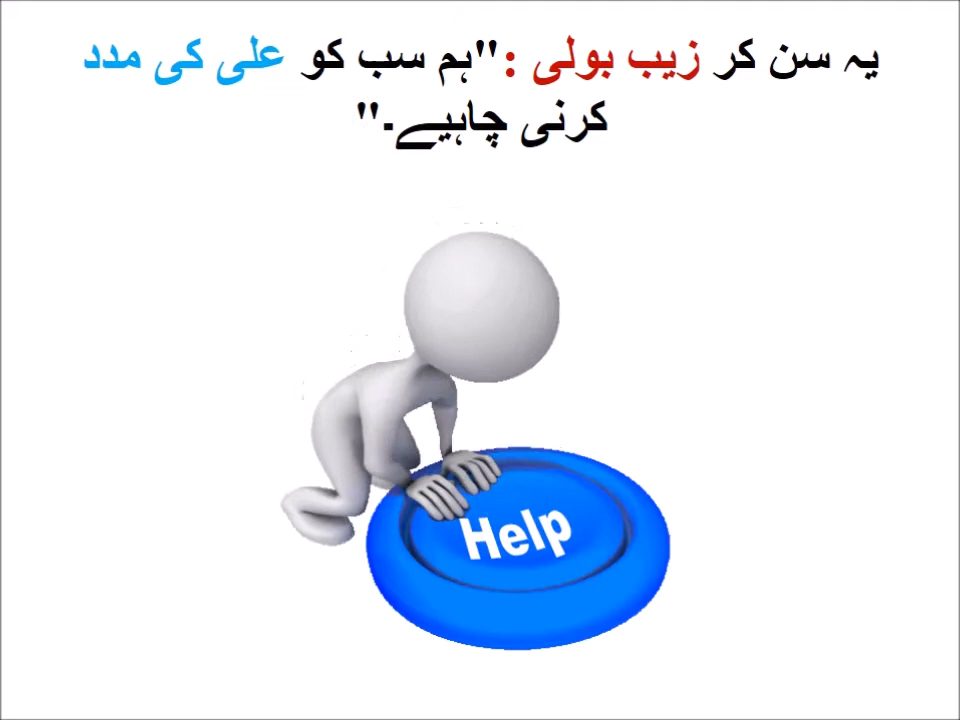 یہ سن کر زیب بولی :"ہم سب کو علی کی مدد
کرنی چاہیے۔"
Help